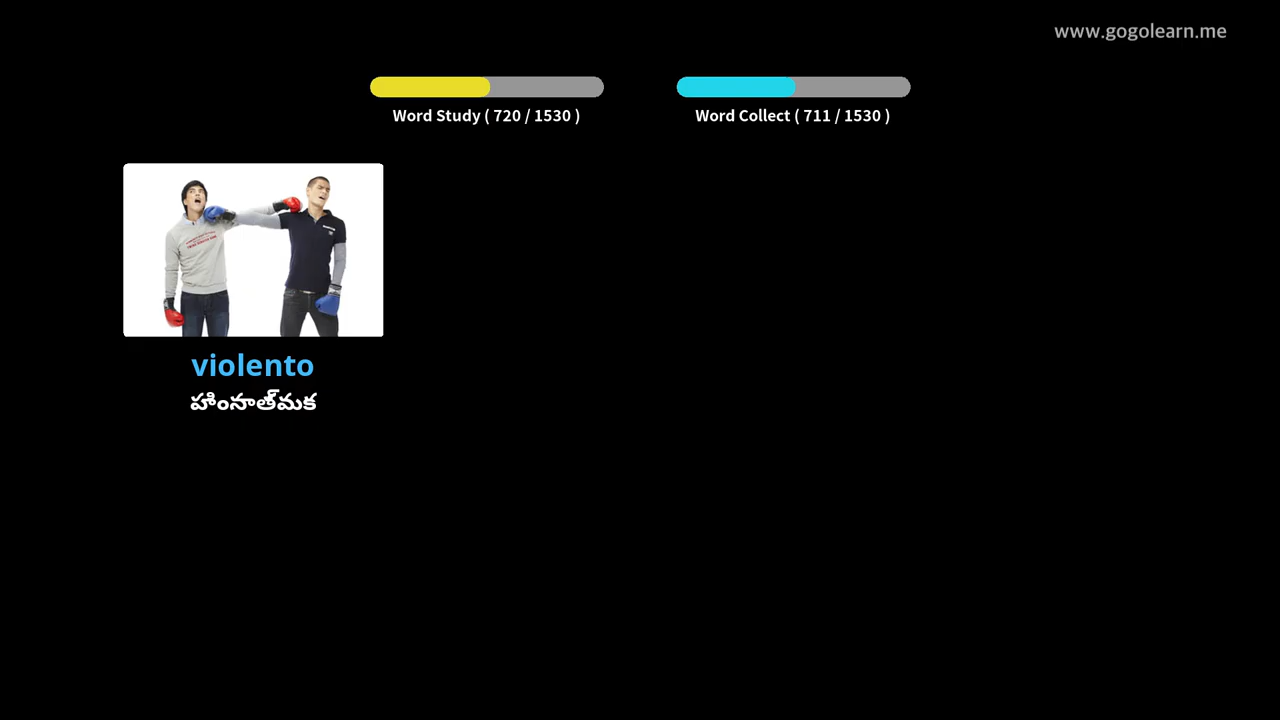 www.gogolearn.me
Word Study ( 720 / 1530 )
Word Collect ( 711 / 1530 )
violento
హింసాత్మక